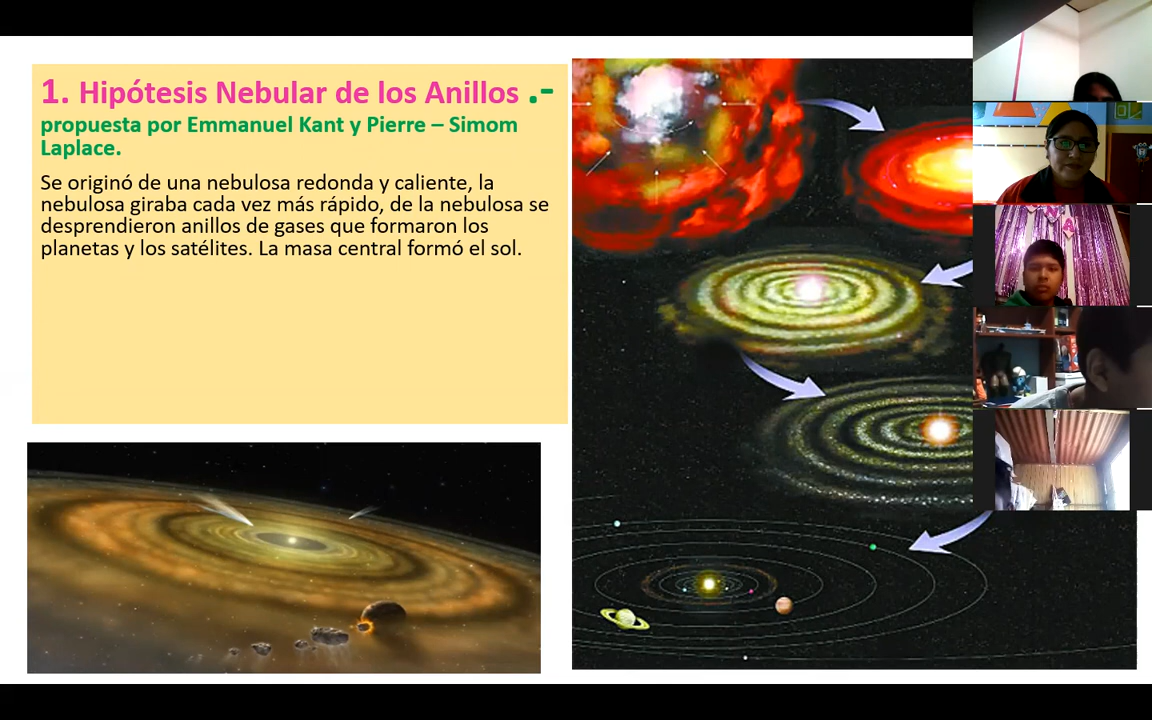 1. Hipótesis Nebular de los Anillos .-
propuesta por Emmanuel Kant y Pierre – Simom
Laplace.
Se originó de una nebulosa redonda y caliente, la
nebulosa giraba cada vez más rápido, de la nebulosa se
desprendieron anillos de gases que formaron los
planetas y los satélites. La masa central formó el sol.